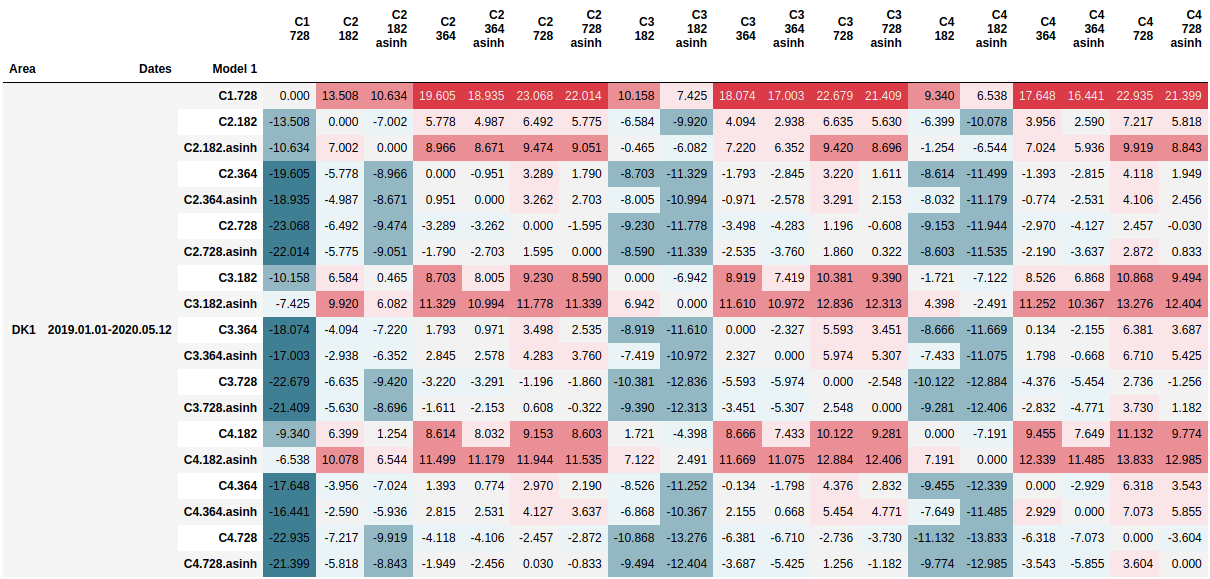 C1 C2 C2 C2 C2 C2 C2 C3 C3 C3 C3 C3 C3 C4 C4 C4 C4 C4 C4
728 182 182 364 364 728 728 182 182 364 364 728 728 182 182 364 364 728 728
asinh asinh asinh asinh asinh asinh asinh asinh asinh
Area Dates Model 1
C1.728 0.000 13.508 10.634 19.605 18.935 23.068 22.014 10.158 7.425 18.074 17.003 22.679 21.409 9.340 6.538 17.648 16.441 22.935 21.399
C2.182 -13.508 0.000 -7.002 5.778 4.987 6.492 5.775 -6.584 -9.920 4.094 2.938 6.635 5.630 -6.399 -10.078 3.956 2.590 7.217 5.818
C2.182.asinh -10.634 7.002 0.000 8.966 8.671 9.474 9.051 -0.465 -6.082 7.220 6.352 9.420 8.696 -1.254 -6.544 7.024 5.936 9.919 8.843
C2.364 -19.605 -5.778 -8.966 0.000 -0.951 3.289 1.790 -8.703 -11.329 -1.793 -2.845 3.220 1.611 -8.614 -11.499 -1.393 -2.815 4.118 1.949
C2.364.asinh -18.935 -4.987 -8.671 0.951 0.000 3.262 2.703 -8.005 -10.994 -0.971 -2.578 3.291 2.153 -8.032 -11.179 -0.774 -2.531 4.106 2.456
C2.728 -23.068 -6.492 -9.474 -3.289 -3.262 0.000 -1.595 -9.230 -11.778 -3.498 -4.283 1.196 -0.608 -9.153 -11.944 -2.970 -4.127 2.457 -0.030
C2.728.asinh -22.014 -5.775 -9.051 -1.790 -2.703 1.595 0.000 -8.590 -11.339 -2.535 -3.760 1.860 0.322 -8.603 -11.535 -2.190 -3.637 2.872 0.833
C3.182 -10.158 6.584 0.465 8.703 8.005 9.230 8.590 0.000 -6.942 8.919 7.419 10.381 9.390 -1.721 -7.122 8.526 6.868 10.868 9.494
C3.182.asinh -7.425 9.920 6.082 11.329 10.994 11.778 11.339 6.942 0.000 11.610 10.972 12.836 12.313 4.398 -2.491 11.252 10.367 13.276 12.404
DK1 2019.01.01-2020.05.12 C3.364 -18.074 -4.094 -7.220 1.793 0.971 3.498 2.535 -8.919 -11.610 0.000 -2.327 5.593 3.451 -8.666 -11.669 0.134 -2.155 6.381 3.687
C3.364.asinh -17.003 -2.938 -6.352 2.845 2.578 4.283 3.760 -7.419 -10.972 2.327 0.000 5.974 5.307 -7.433 -11.075 1.798 -0.668 6.710 5.425
C3.728 -22.679 -6.635 -9.420 -3.220 -3.291 -1.196 -1.860 -10.381 -12.836 -5.593 -5.974 0.000 -2.548 -10.122 -12.884 -4.376 -5.454 2.736 -1.256
C3.728.asinh -21.409 -5.630 -8.696 -1.611 -2.153 0.608 -0.322 -9.390 -12.313 -3.451 -5.307 2.548 0.000 -9.281 -12.406 -2.832 -4.771 3.730 1.182
C4.182 -9.340 6.399 1.254 8.614 8.032 9.153 8.603 1.721 -4.398 8.666 7.433 10.122 9.281 0.000 -7.191 9.455 7.649 11.132 9.774
C4.182.asinh -6.538 10.078 6.544 11.499 11.179 11.944 11.535 7.122 2.491 11.669 11.075 12.884 12.406 7.191 0.000 12.339 11.485 13.833 12.985
C4.364 -17.648 -3.956 -7.024 1.393 0.774 2.970 2.190 -8.526 -11.252 -0.134 -1.798 4.376 2.832 -9.455 -12.339 0.000 -2.929 6.318 3.543
C4.364.asinh -16.441 -2.590 -5.936 2.815 2.531 4.127 3.637 -6.868 -10.367 2.155 0.668 5.454 4.771 -7.649 -11.485 2.929 0.000 7.073 5.855
C4.728 -22.935 -7.217 -9.919 -4.118 -4.106 -2.457 -2.872 -10.868 -13.276 -6.381 -6.710 -2.736 -3.730 -11.132 -13.833 -6.318 -7.073 0.000 -3.604
C4.728.asinh -21.399 -5.818 -8.843 -1.949 -2.456 0.030 -0.833 -9.494 -12.404 -3.687 -5.425 1.256 -1.182 -9.774 -12.985 -3.543 -5.855 3.604 0.000